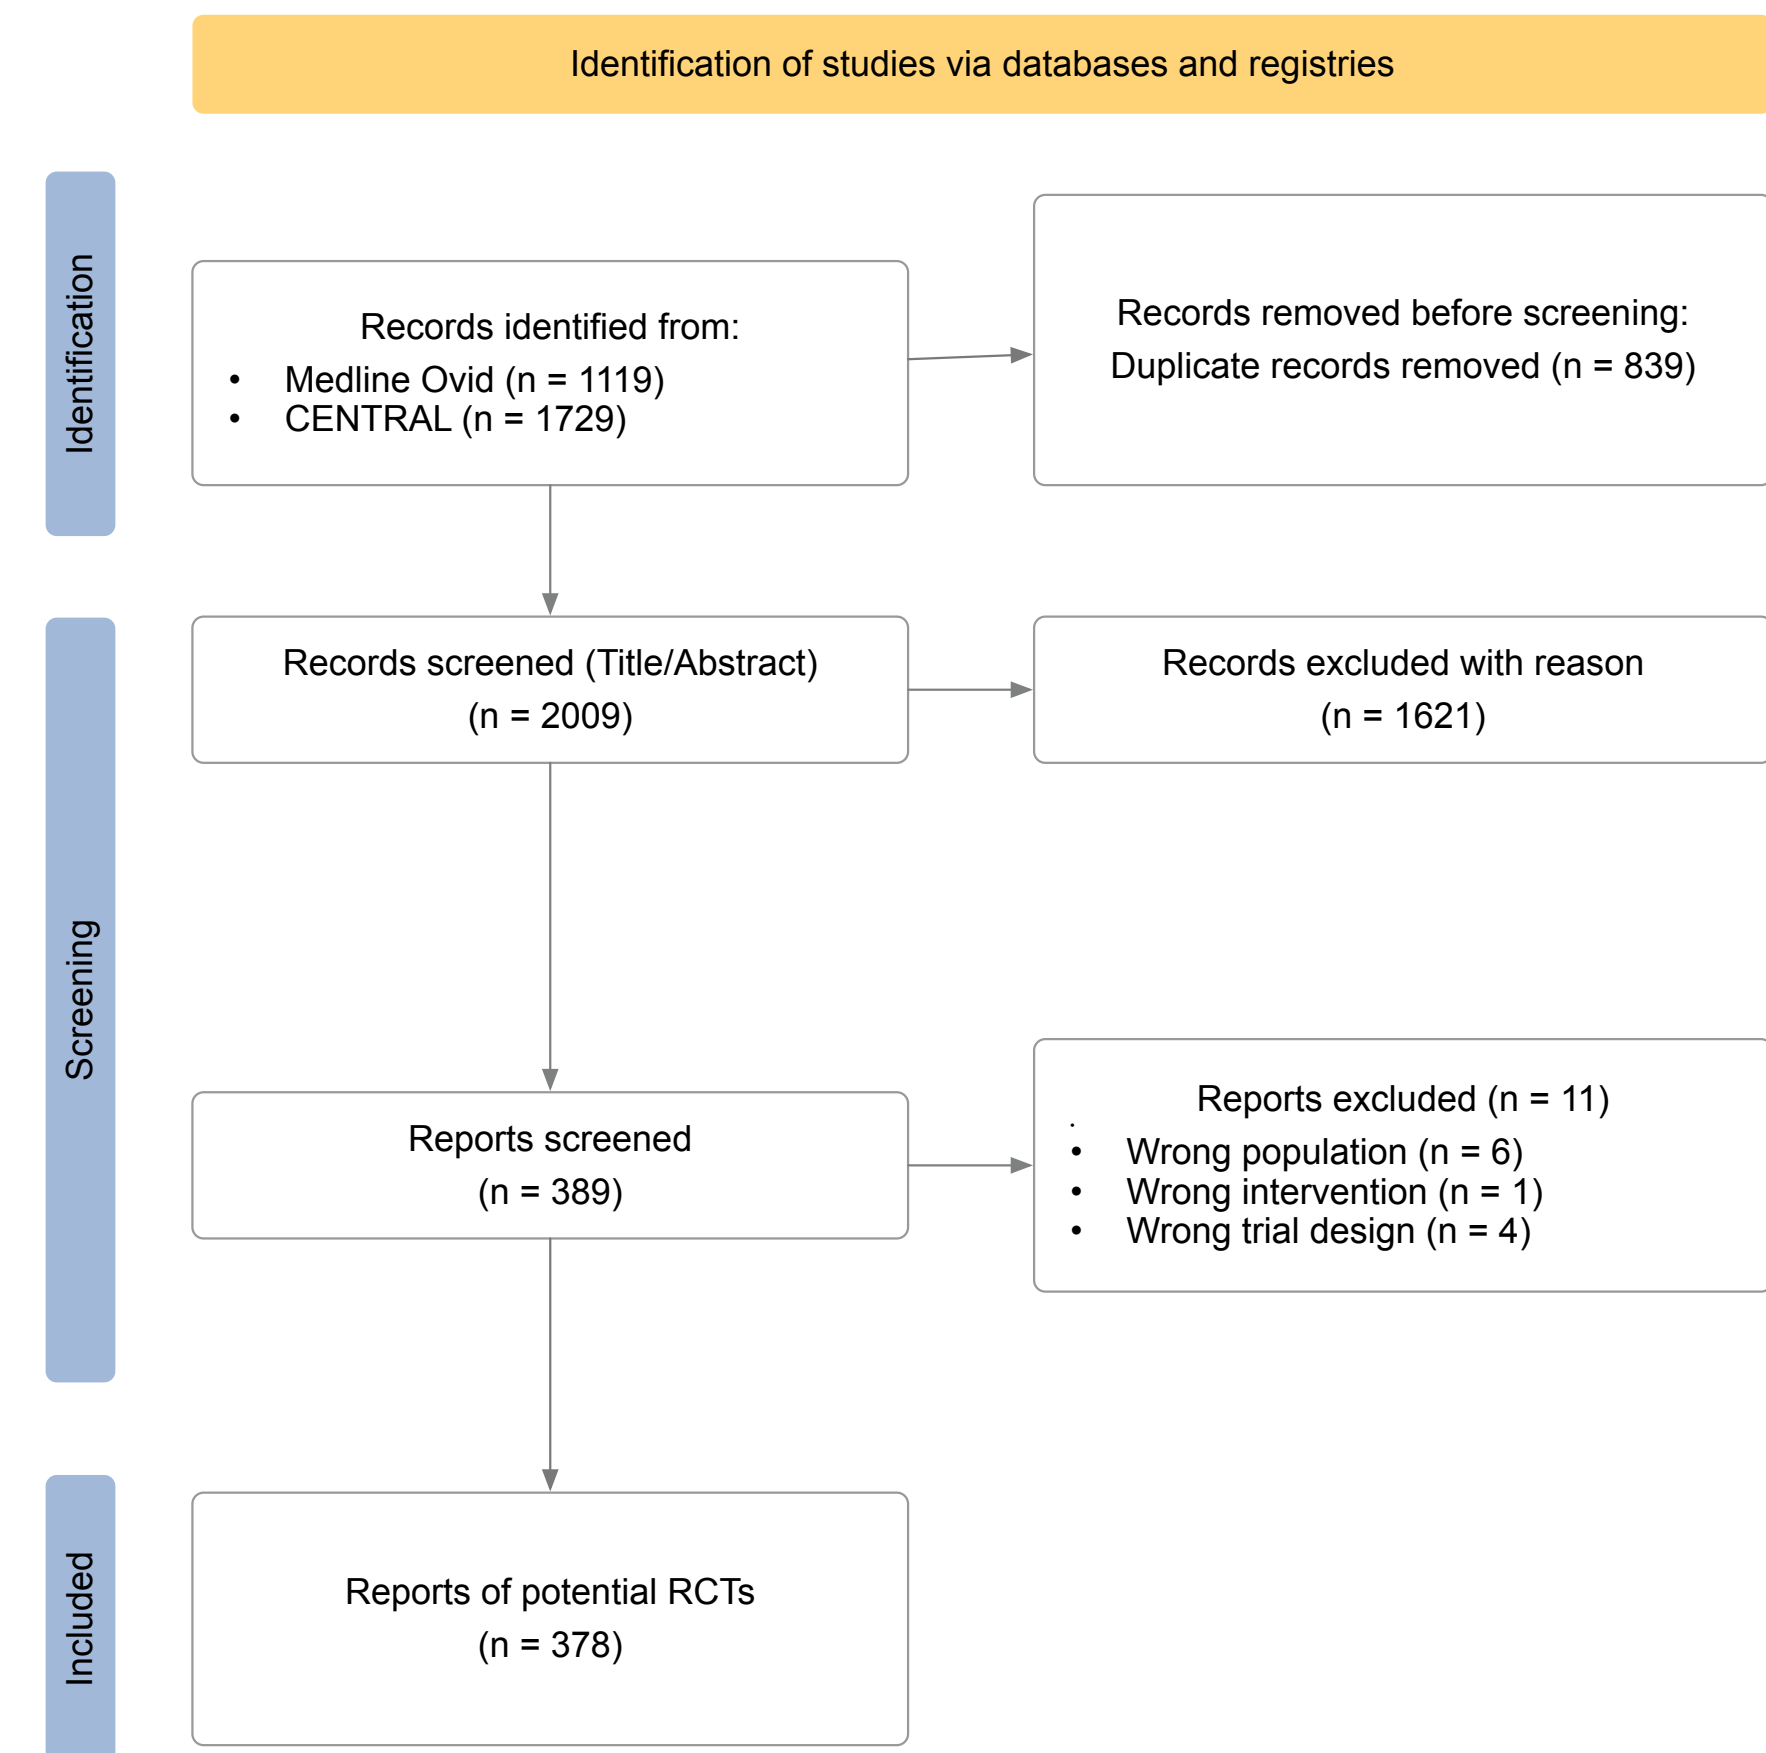 Identification of studies via databases and registries
Identification
Records identified from:
• Medline Ovid (n = 1119)
• CENTRAL (n = 1729)
Records removed before screening:
Duplicate records removed (n = 839)
Screening
Records screened (Title/Abstract)
(n = 2009)
Records excluded with reason
(n = 1621)
Reports screened
(n = 389)
Reports excluded (n = 11)
•
• Wrong population (n = 6)
• Wrong intervention (n = 1)
• Wrong trial design (n = 4)
Included
Reports of potential RCTs
(n = 378)